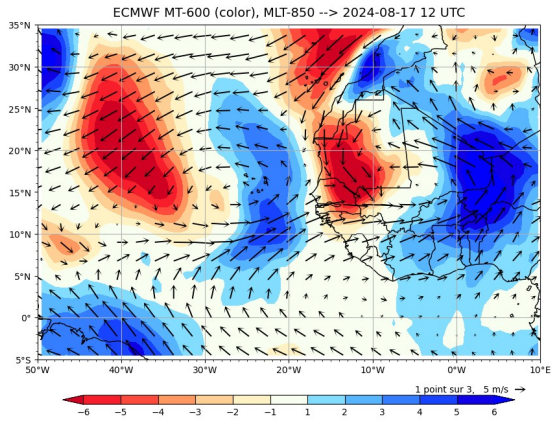 ECMWF MT-600 (color), MLT-850 --> 2024-08-17 12 UTC
35°N
30°N
25°N
20°N
15°N
10°N
5°N
0°
5°S
50°W 40°W 30°W 20°W 10°W 0°W 10°E
1 point sur 3, 5 m/s
−6 −5 −4 −3 −2 −1 1 2 3 4 5 6